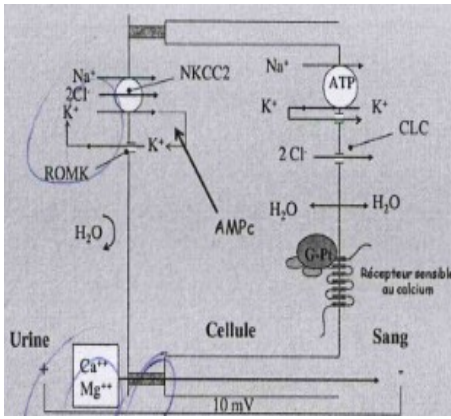 Na⁺
NKCC2
2Cl⁻
K⁺
K⁺
ROMK
AMPc
H₂O
Na⁺
ATP
K⁺
K⁺
CLC
2 Cl⁻
H₂O
H₂O
G-Pt
Récepteur sensible
au calcium
Urine
Cellule
Sang
+
-
Ca⁺⁺
Mg⁺⁺
10 mV